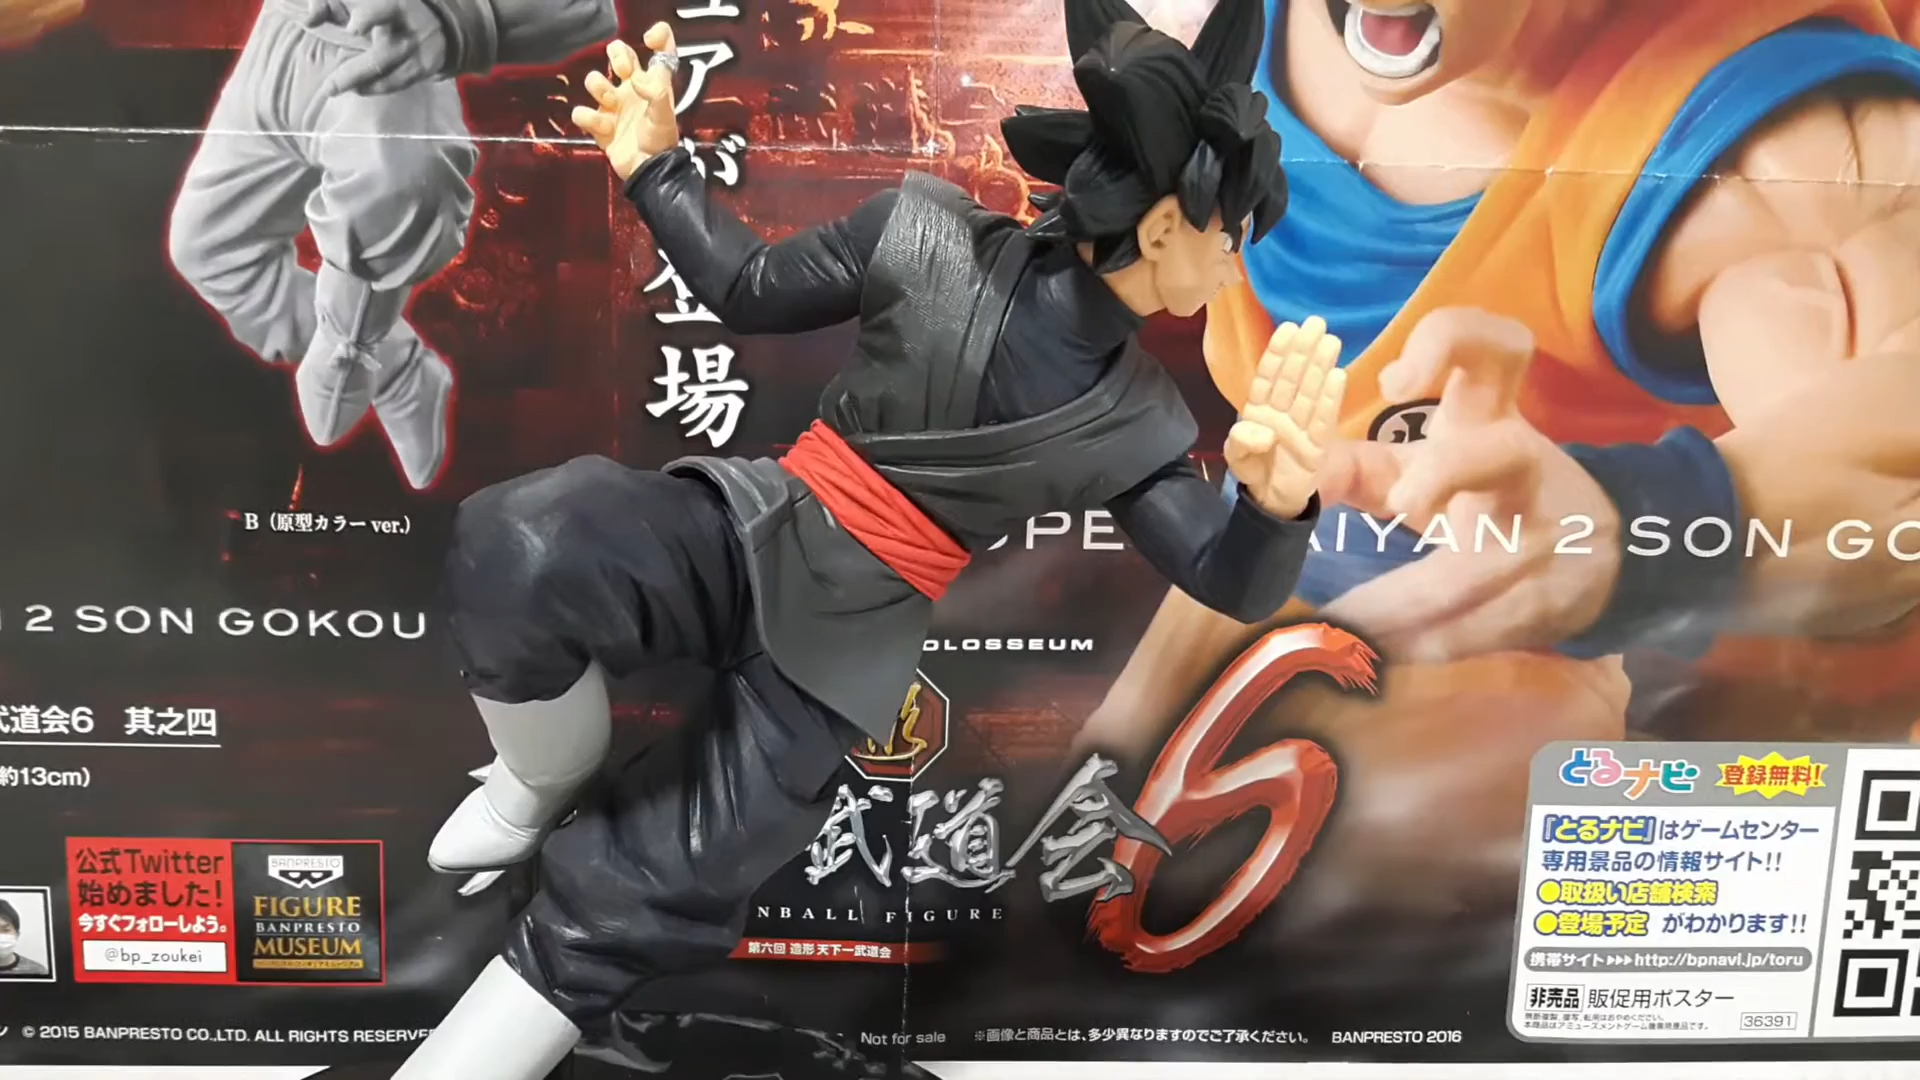 ュアが
登
場
B（原型カラーver.）
2 SON GOKOU
AIYAN 2 SON GO
OLOSSEUM
武道会6　其之四
約13cm）
武道会6
NBALL FIGURE
第六回 造形 天下一武道会
公式Twitter
始めました！
今すぐフォローしよう。
@bp_zoukei
BANPRESTO
FIGURE
BANPRESTO
MUSEUM
とるナビ 登録無料！
『とるナビ』はゲームセンター
専用景品の情報サイト!!
●取扱い店舗検索
●登場予定 がわかります!!
携帯サイト▶▶▶http://bpnavi.jp/toru
非売品 販促用ポスター
36391
© 2015 BANPRESTO CO.,LTD. ALL RIGHTS RESERVE
Not for sale ※画像と商品とは、多少異なりますのでご了承ください。 BANPRESTO 2016